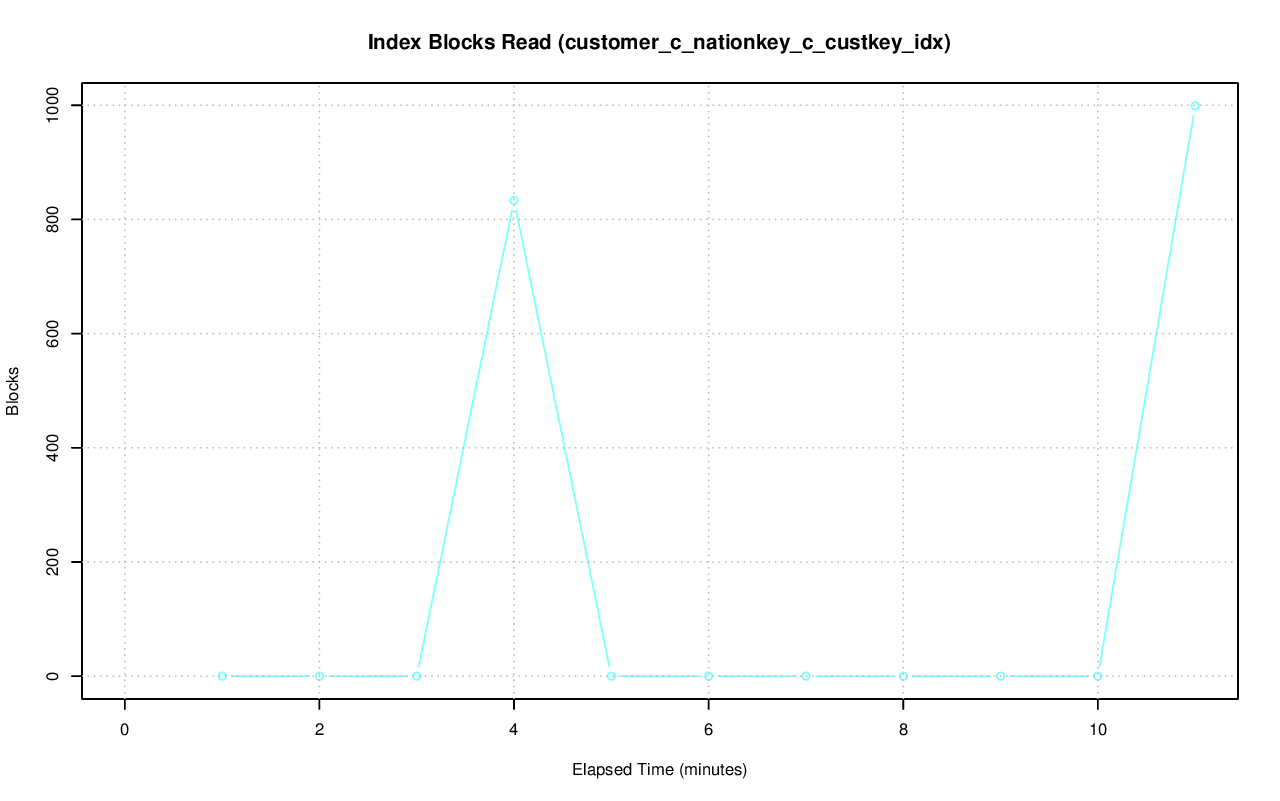 Index Blocks Read (customer_c_nationkey_c_custkey_idx)
1000
800
600
400
200
0
Blocks
0 2 4 6 8 10
Elapsed Time (minutes)